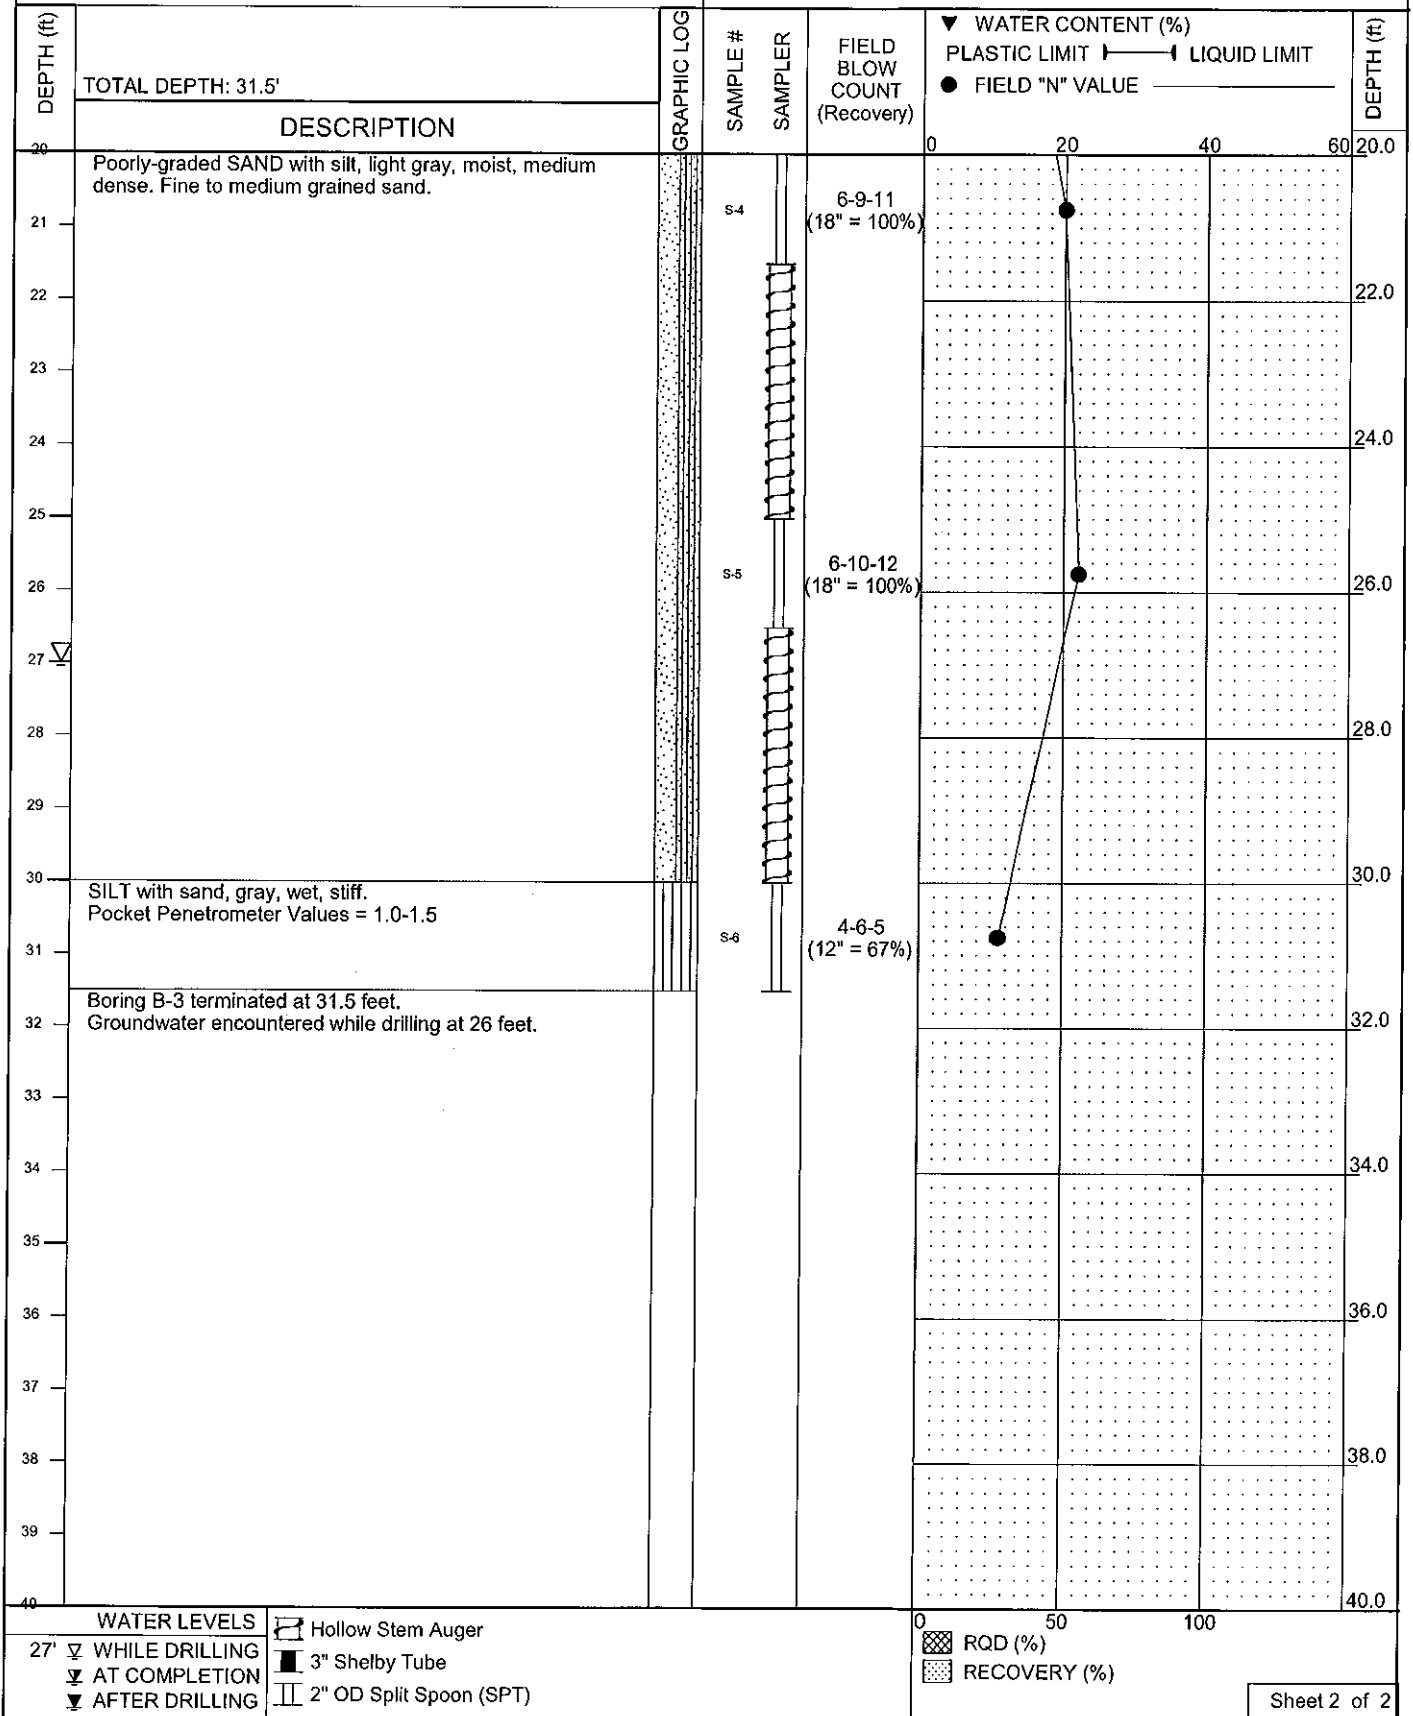 DEPTH (ft)
TOTAL DEPTH: 31.5'
DESCRIPTION
GRAPHIC LOG
SAMPLE #
SAMPLER
FIELD
BLOW
COUNT
(Recovery)
▼ WATER CONTENT (%)
PLASTIC LIMIT LIQUID LIMIT
● FIELD "N" VALUE
DEPTH (ft)
0 20 40 60
20 20.0
Poorly-graded SAND with silt, light gray, moist, medium
dense. Fine to medium grained sand.
S-4
6-9-11
(18" = 100%)
21
22 22.0
23
24 24.0
25
S-5
6-10-12
(18" = 100%)
26 26.0
27
28 28.0
29
30 30.0
SILT with sand, gray, wet, stiff.
Pocket Penetrometer Values = 1.0-1.5
S-6
4-6-5
(12" = 67%)
31
Boring B-3 terminated at 31.5 feet.
Groundwater encountered while drilling at 26 feet.
32 32.0
33
34 34.0
35
36 36.0
37
38 38.0
39
40 40.0
0 50 100
WATER LEVELS
27' WHILE DRILLING
AT COMPLETION
AFTER DRILLING
Hollow Stem Auger
3" Shelby Tube
2" OD Split Spoon (SPT)
RQD (%)
RECOVERY (%)
Sheet 2 of 2